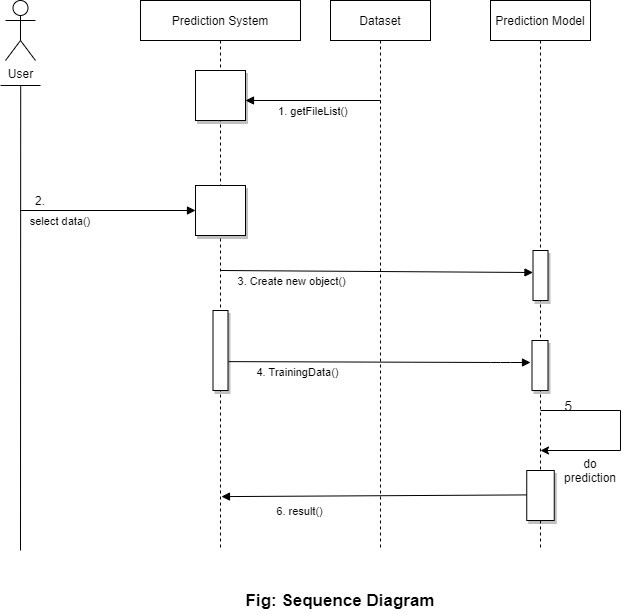 Prediction System
Dataset
Prediction Model
User
1. getFileList()
2.
select data()
3. Create new object()
4. TrainingData()
5
do
prediction
6. result()
Fig: Sequence Diagram